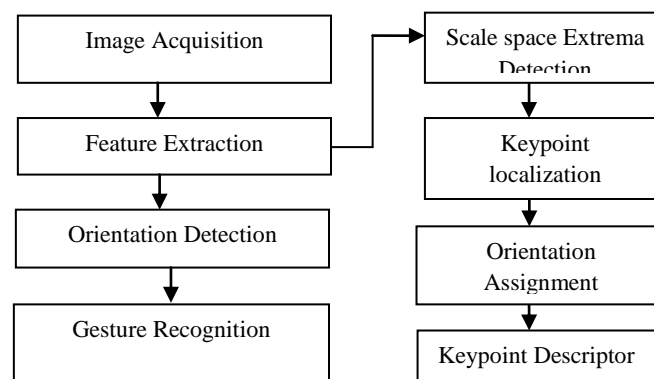 Image Acquisition
Feature Extraction
Orientation Detection
Gesture Recognition
Scale space Extrema
Detection
Keypoint
localization
Orientation
Assignment
Keypoint Descriptor